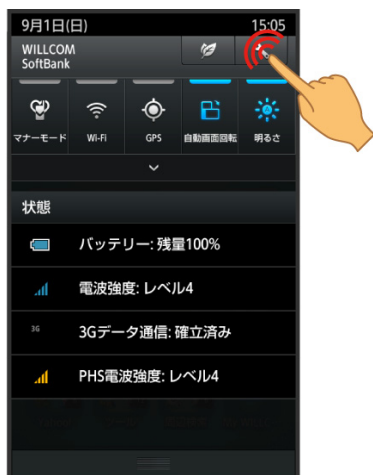 9月1日(日) 15:05
WILLCOM
SoftBank
マナーモード Wi-Fi GPS 自動画面回転 明るさ
状態
バッテリー: 残量100%
電波強度: レベル4
3G 3Gデータ通信: 確立済み
PHS電波強度: レベル4